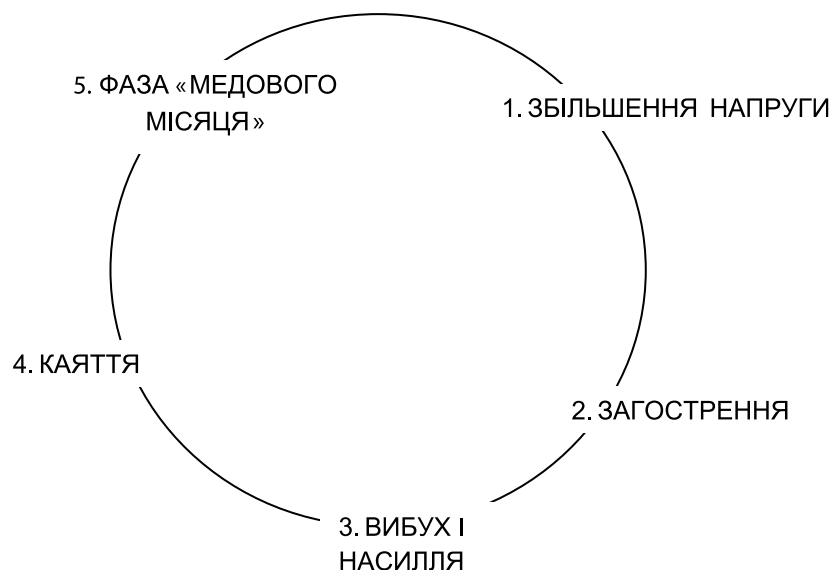 5. ФАЗА «МЕДОВОГО
МІСЯЦЯ»
1. ЗБІЛЬШЕННЯ НАПРУГИ
4. КАЯТТЯ
2. ЗАГОСТРЕННЯ
3. ВИБУХ І
НАСИЛЛЯ